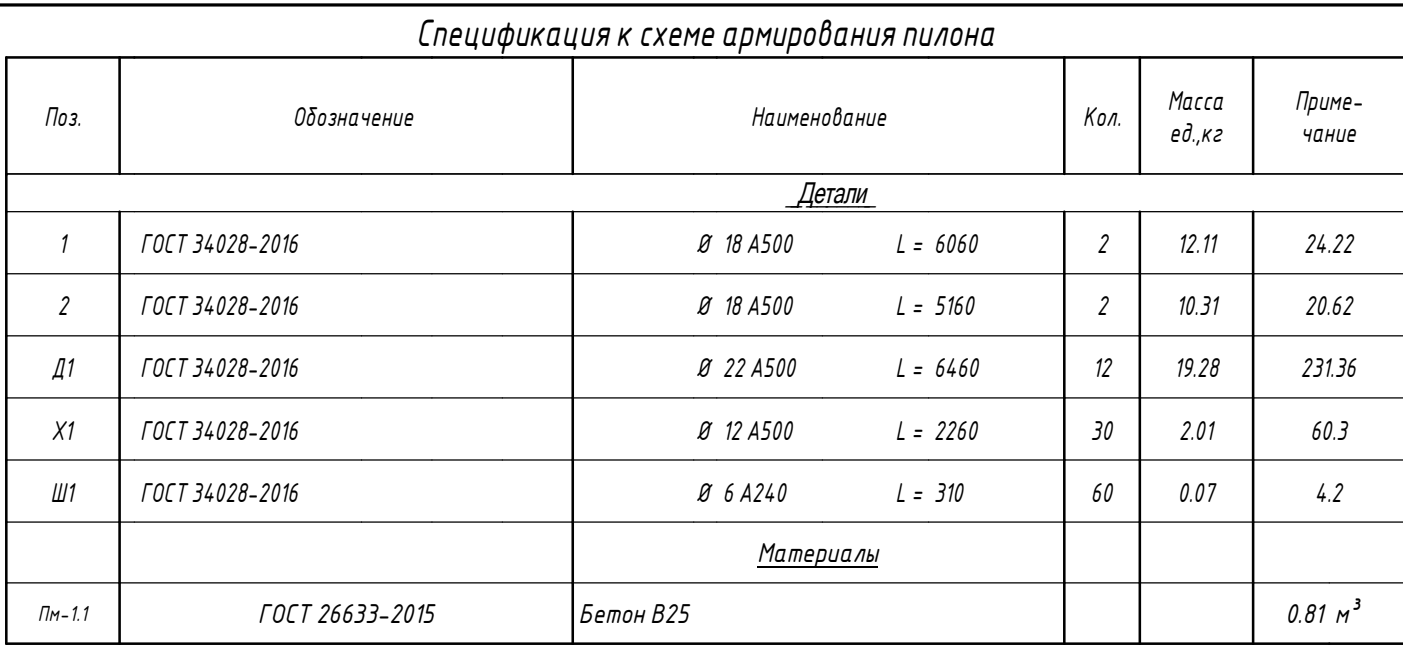 Спецификация к схеме армирования пилона
Поз. Обозначение Наименование Кол. Масса ед.,кг Приме-чание
Детали
1 ГОСТ 34028-2016 Ø 18 А500 L = 6060 2 12.11 24.22
2 ГОСТ 34028-2016 Ø 18 А500 L = 5160 2 10.31 20.62
Д1 ГОСТ 34028-2016 Ø 22 А500 L = 6460 12 19.28 231.36
Х1 ГОСТ 34028-2016 Ø 12 А500 L = 2260 30 2.01 60.3
Ш1 ГОСТ 34028-2016 Ø 6 А240 L = 310 60 0.07 4.2
Материалы
Пм-1.1 ГОСТ 26633-2015 Бетон В25 0.81 м³